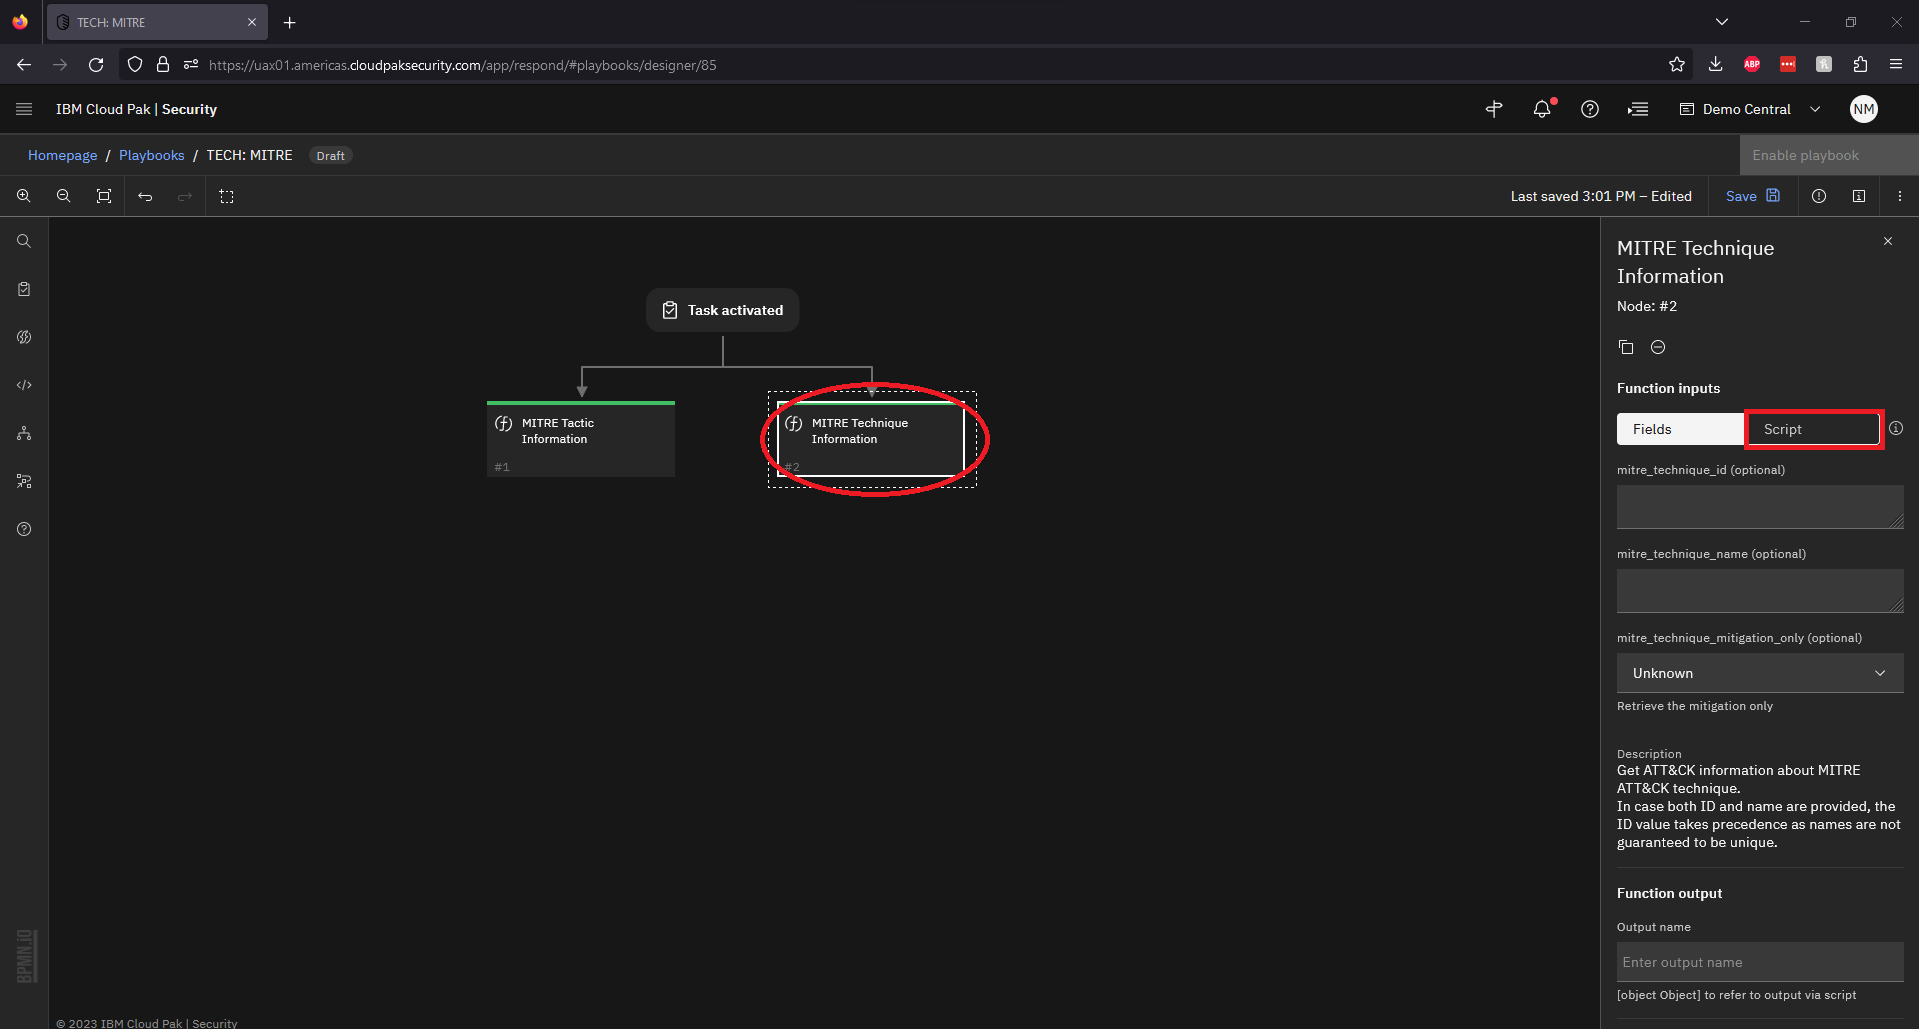 TECH: MITRE
https://uax01.americas.cloudpaksecurity.com/app/respond/#playbooks/designer/85
ABP
IBM Cloud Pak | Security
Demo Central
NM
Homepage / Playbooks / TECH: MITRE Draft
Enable playbook
Last saved 3:01 PM – Edited
Save
Task activated
MITRE Tactic
Information
#1
MITRE Technique
Information
#2
MITRE Technique
Information
Node: #2
Function inputs
Fields
Script
mitre_technique_id (optional)
mitre_technique_name (optional)
mitre_technique_mitigation_only (optional)
Unknown
Retrieve the mitigation only
Description
Get ATT&CK information about MITRE
ATT&CK technique.
In case both ID and name are provided, the
ID value takes precedence as names are not
guaranteed to be unique.
Function output
Output name
Enter output name
[object Object] to refer to output via script
BPMN.iO
© 2023 IBM Cloud Pak | Security